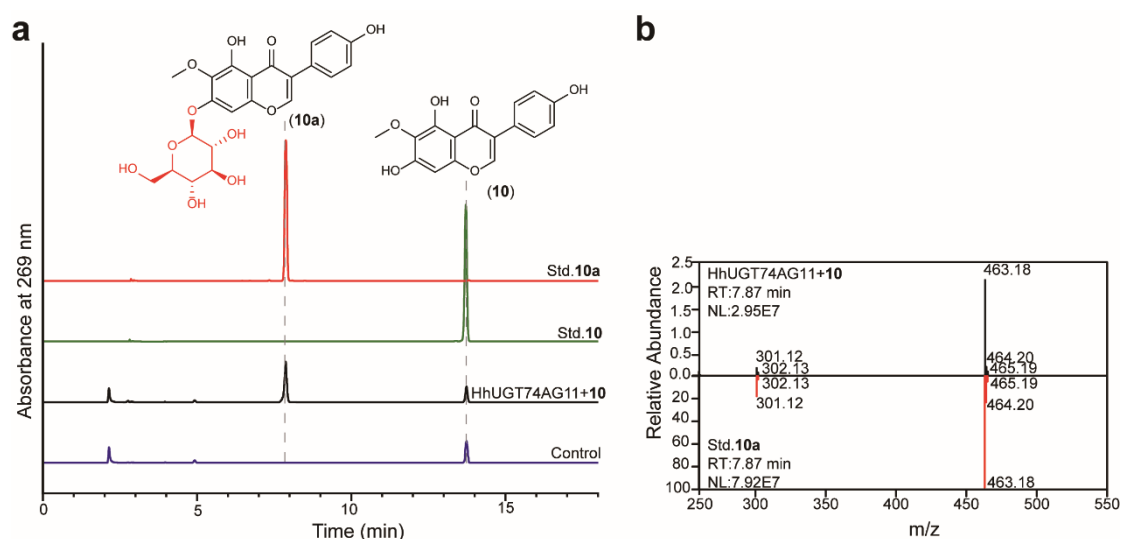 a
OH
O
OH
O
O
O
(10a)
O
OH
HO
OH
OH
OH
O
OH
O
HO
O
(10)
Absorbance at 269 nm
Std.10a
Std.10
HhUGT74AG11+10
Control
0
5
10
15
Time (min)
b
Relative Abundance
2.5
2.0
1.5
1.0
0.5
0.0
20
40
60
80
100
HhUGT74AG11+10
RT:7.87 min
NL:2.95E7
463.18
301.12
302.13
464.20
465.19
302.13
301.12
465.19
464.20
Std.10a
RT:7.87 min
NL:7.92E7
463.18
250
300
350
400
450
500
550
m/z